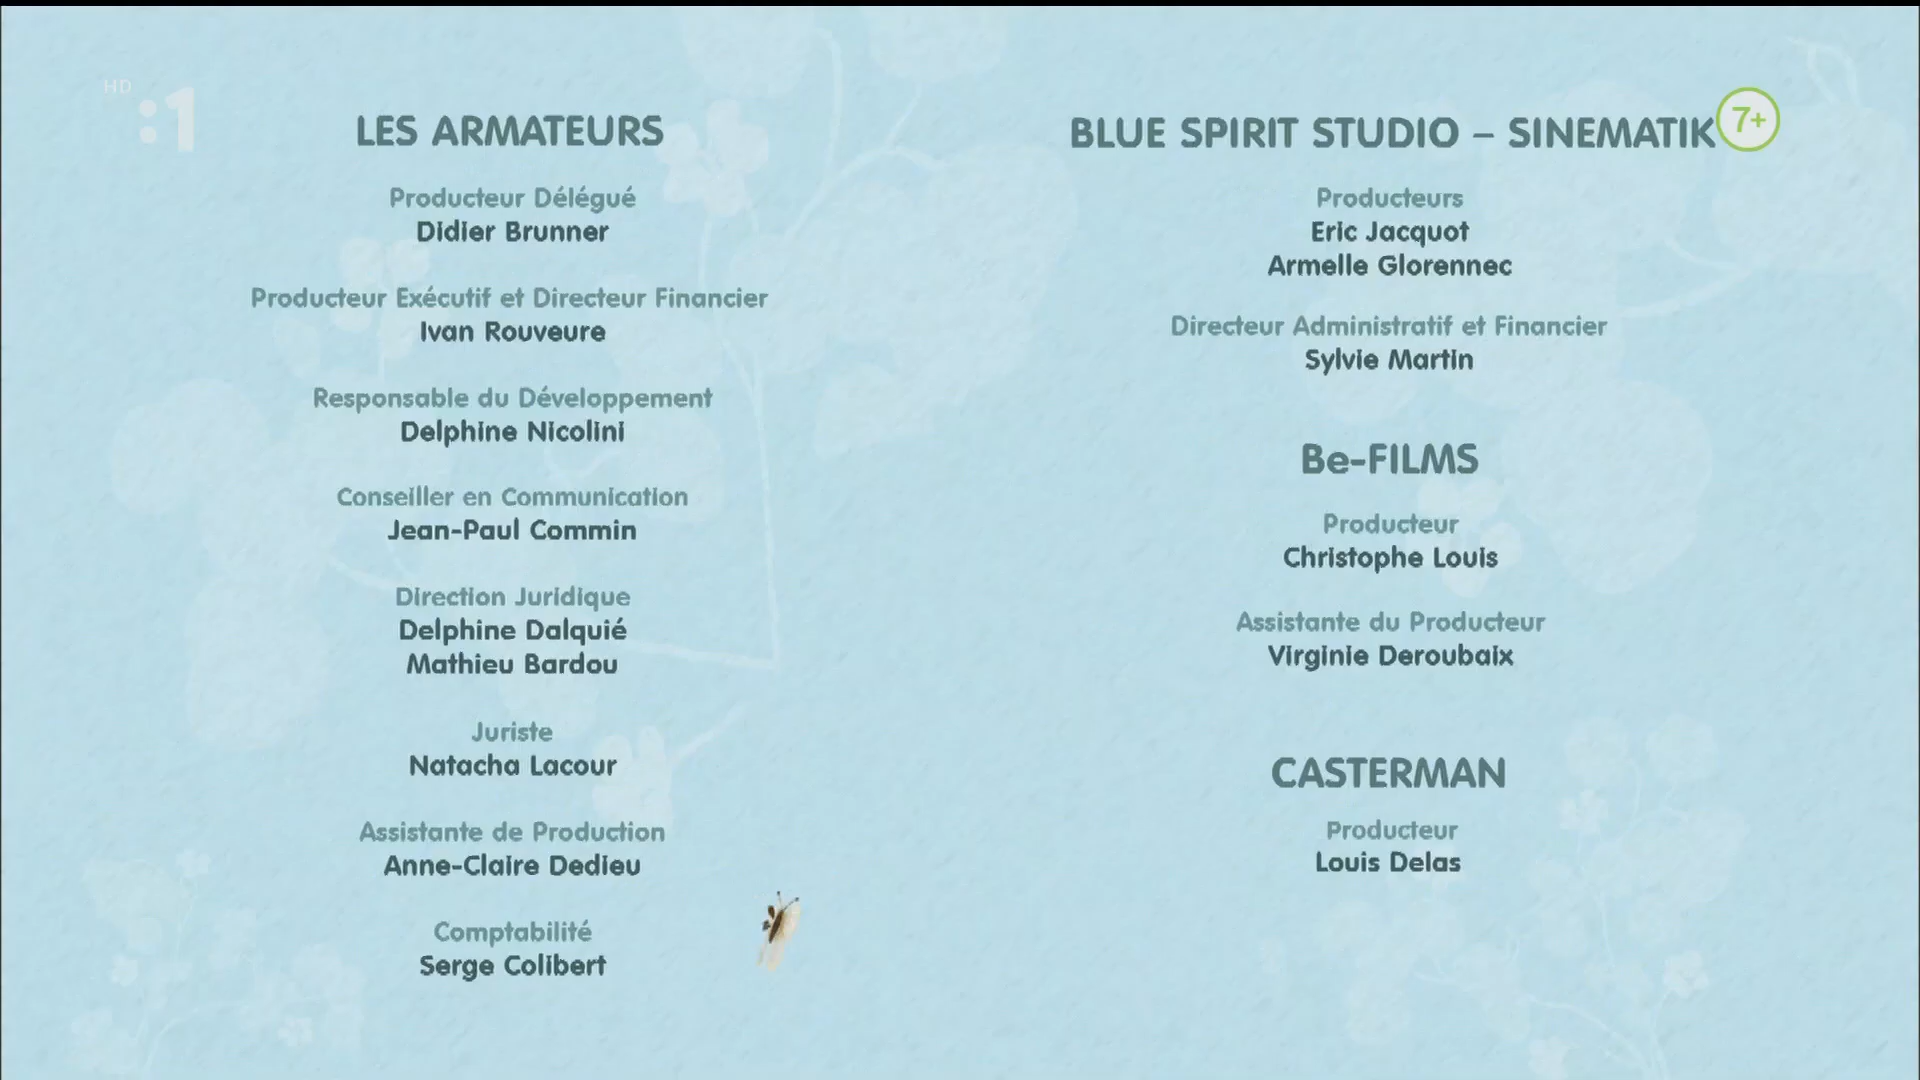 HD
:1
7+
LES ARMATEURS
Producteur Délégué
Didier Brunner
Producteur Exécutif et Directeur Financier
Ivan Rouveure
Responsable du Développement
Delphine Nicolini
Conseiller en Communication
Jean-Paul Commin
Direction Juridique
Delphine Dalquié
Mathieu Bardou
Juriste
Natacha Lacour
Assistante de Production
Anne-Claire Dedieu
Comptabilité
Serge Colibert
BLUE SPIRIT STUDIO – SINEMATIK
Producteurs
Eric Jacquot
Armelle Glorennec
Directeur Administratif et Financier
Sylvie Martin
Be-FILMS
Producteur
Christophe Louis
Assistante du Producteur
Virginie Deroubaix
CASTERMAN
Producteur
Louis Delas